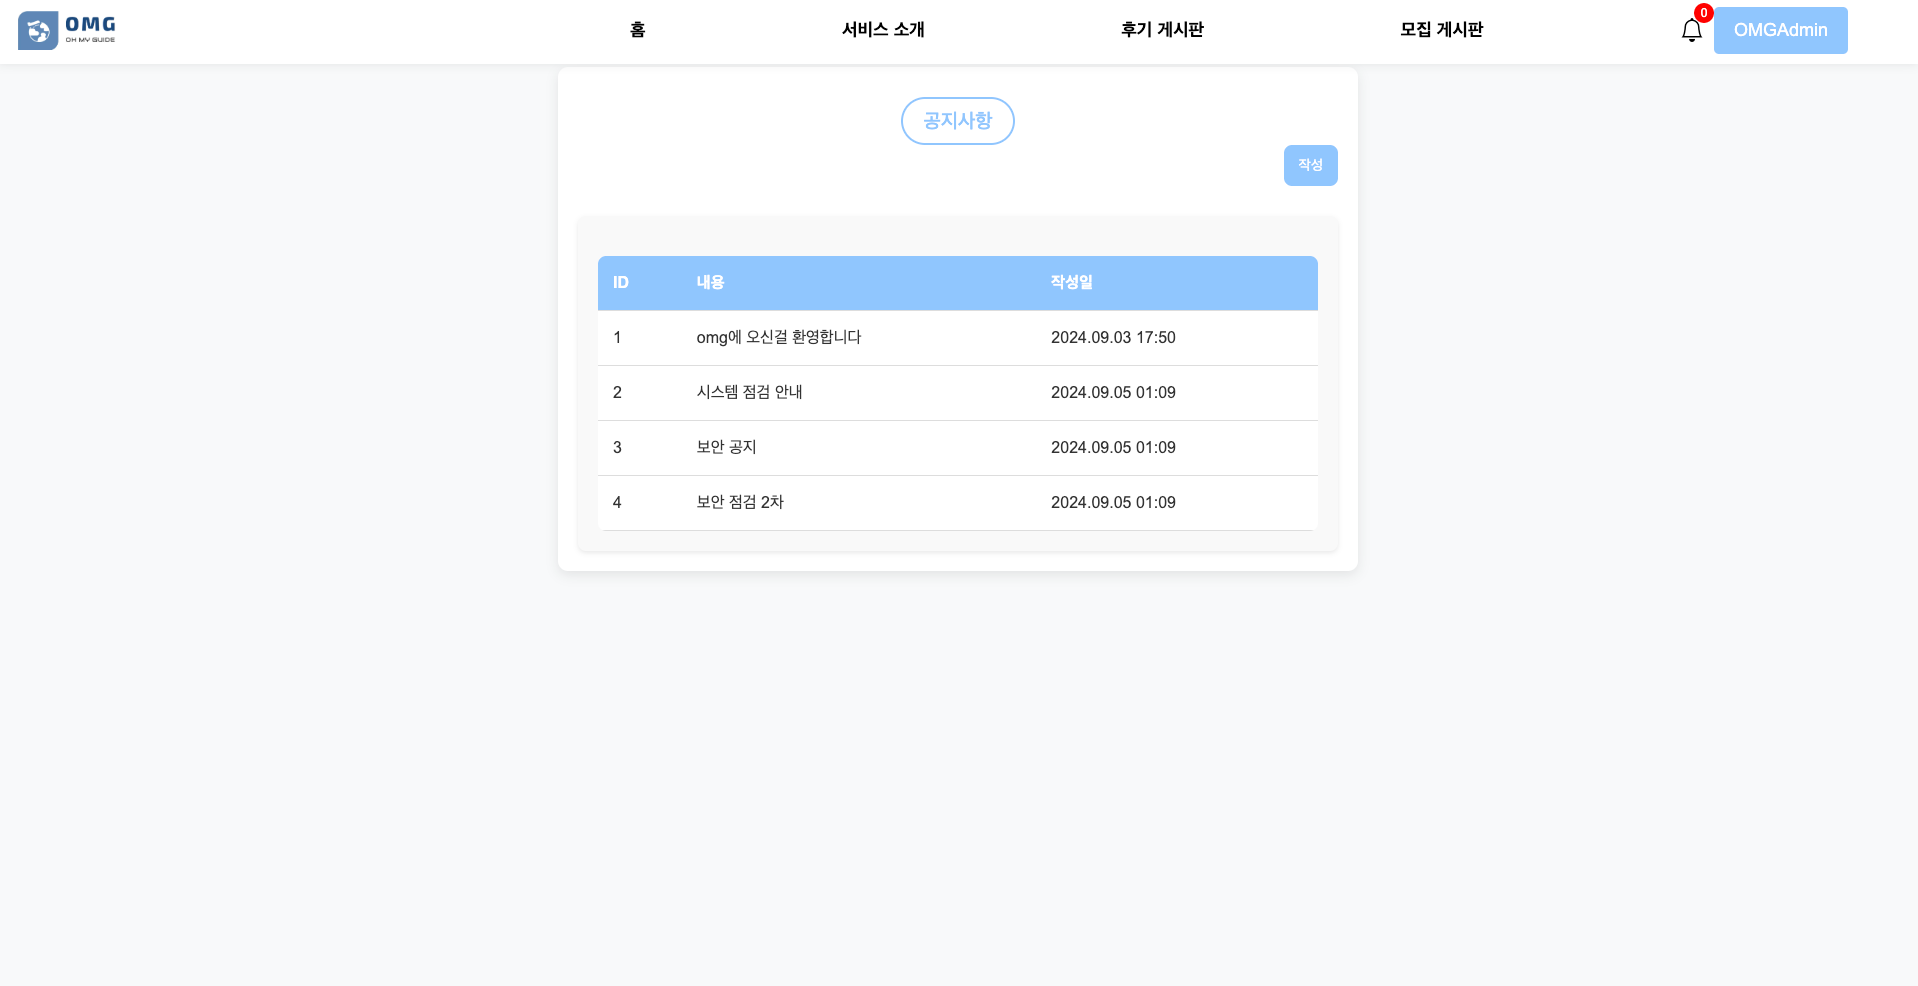 OMG
OH MY GUIDE
홈 서비스 소개 후기 게시판 모집 게시판 0 OMGAdmin
공지사항
작성
ID 내용 작성일
1 omg에 오신걸 환영합니다 2024.09.03 17:50
2 시스템 점검 안내 2024.09.05 01:09
3 보안 공지 2024.09.05 01:09
4 보안 점검 2차 2024.09.05 01:09